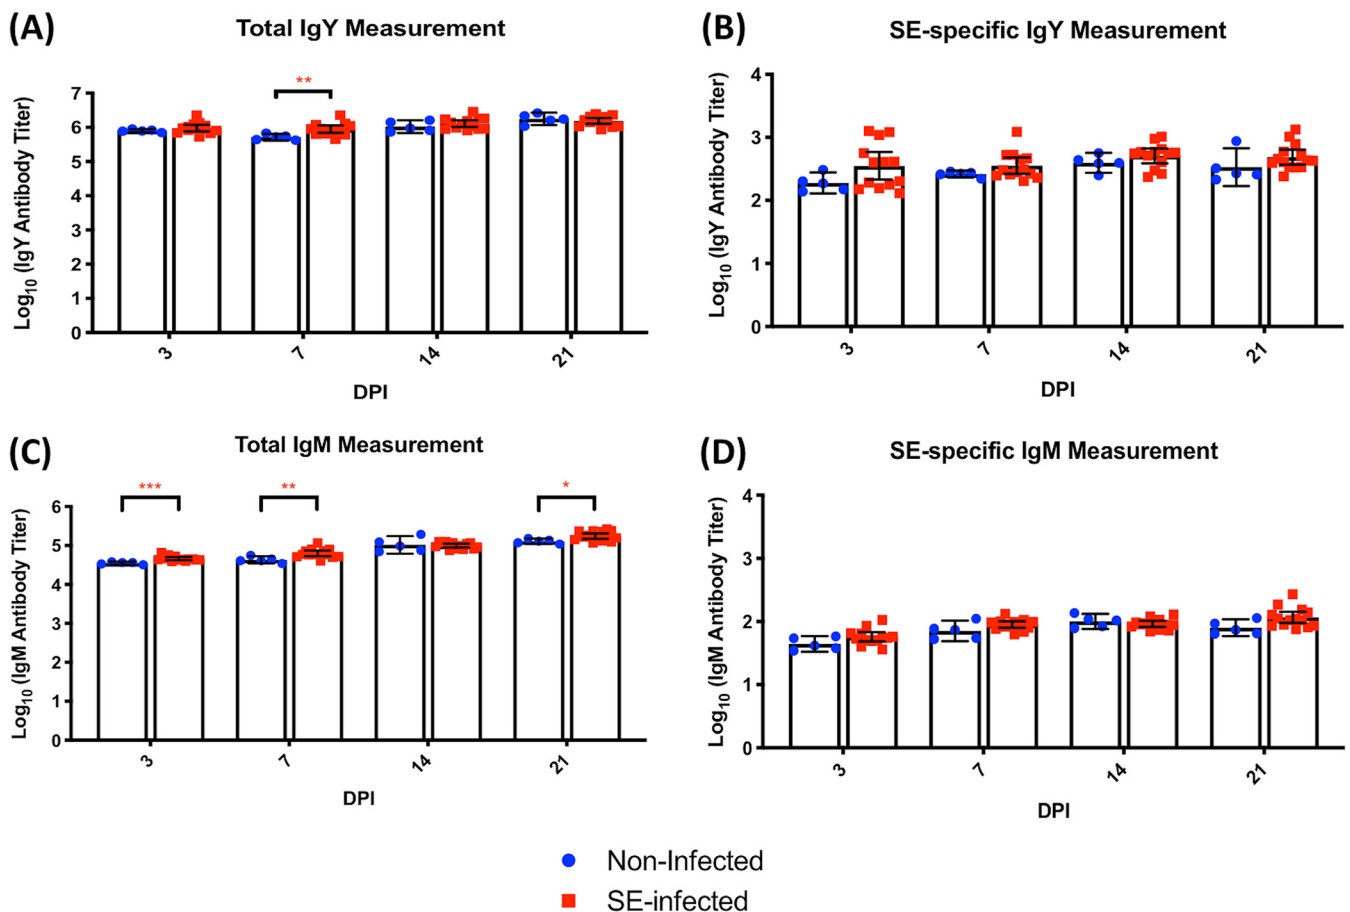 (A)
Total IgY Measurement
**
Log10 (IgY Antibody Titer)
7
6
5
4
3
2
1
0
3
7
14
21
DPI
(B)
SE-specific IgY Measurement
Log10 (IgY Antibody Titer)
4
3
2
1
0
3
7
14
21
DPI
(C)
Total IgM Measurement
***
**
*
Log10 (IgM Antibody Titer)
6
5
4
3
2
1
0
3
7
14
21
DPI
(D)
SE-specific IgM Measurement
Log10 (IgM Antibody Titer)
4
3
2
1
0
3
7
14
21
DPI
Non-Infected
SE-infected